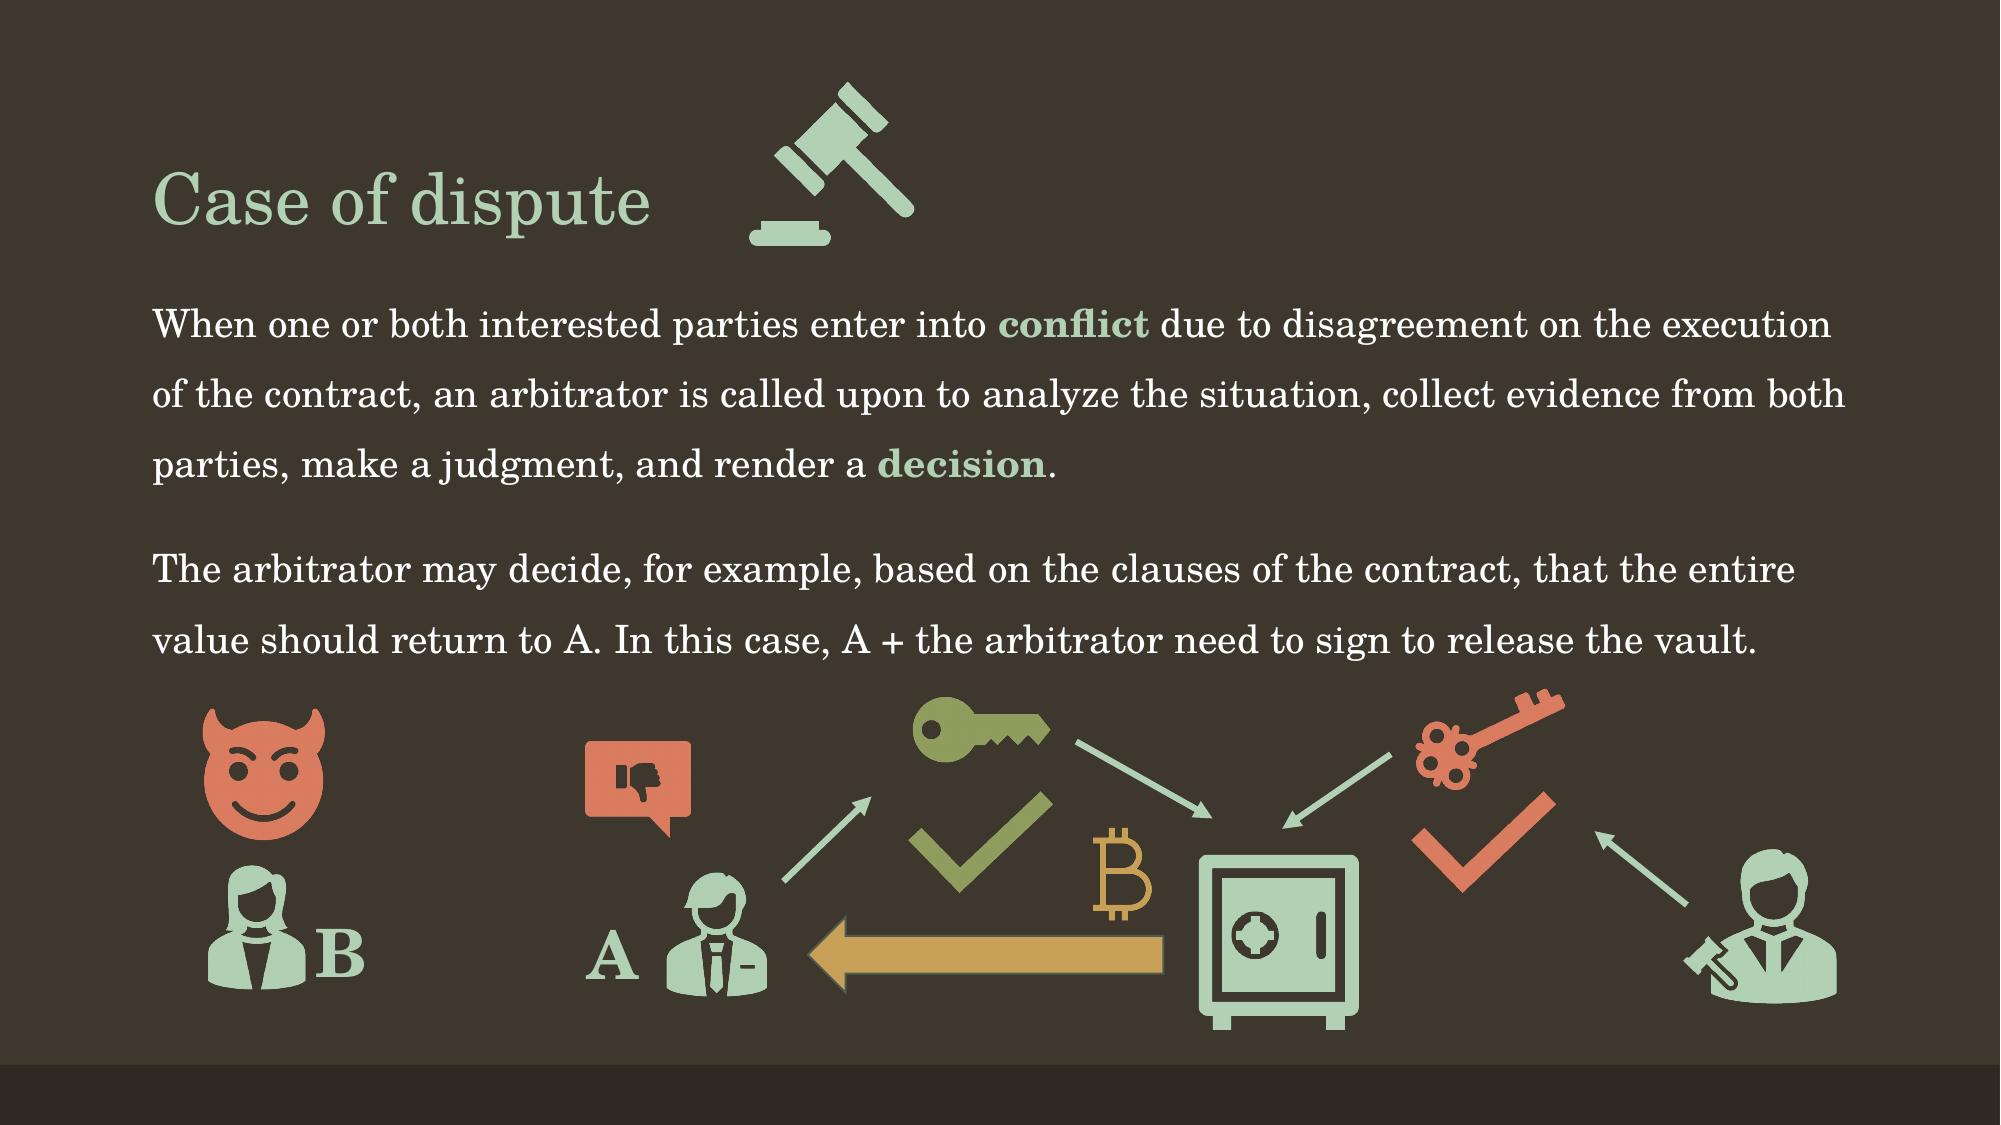 Case of dispute
When one or both interested parties enter into conflict due to disagreement on the execution
of the contract, an arbitrator is called upon to analyze the situation, collect evidence from both
parties, make a judgment, and render a decision.
The arbitrator may decide, for example, based on the clauses of the contract, that the entire
value should return to A. In this case, A + the arbitrator need to sign to release the vault.
B
A